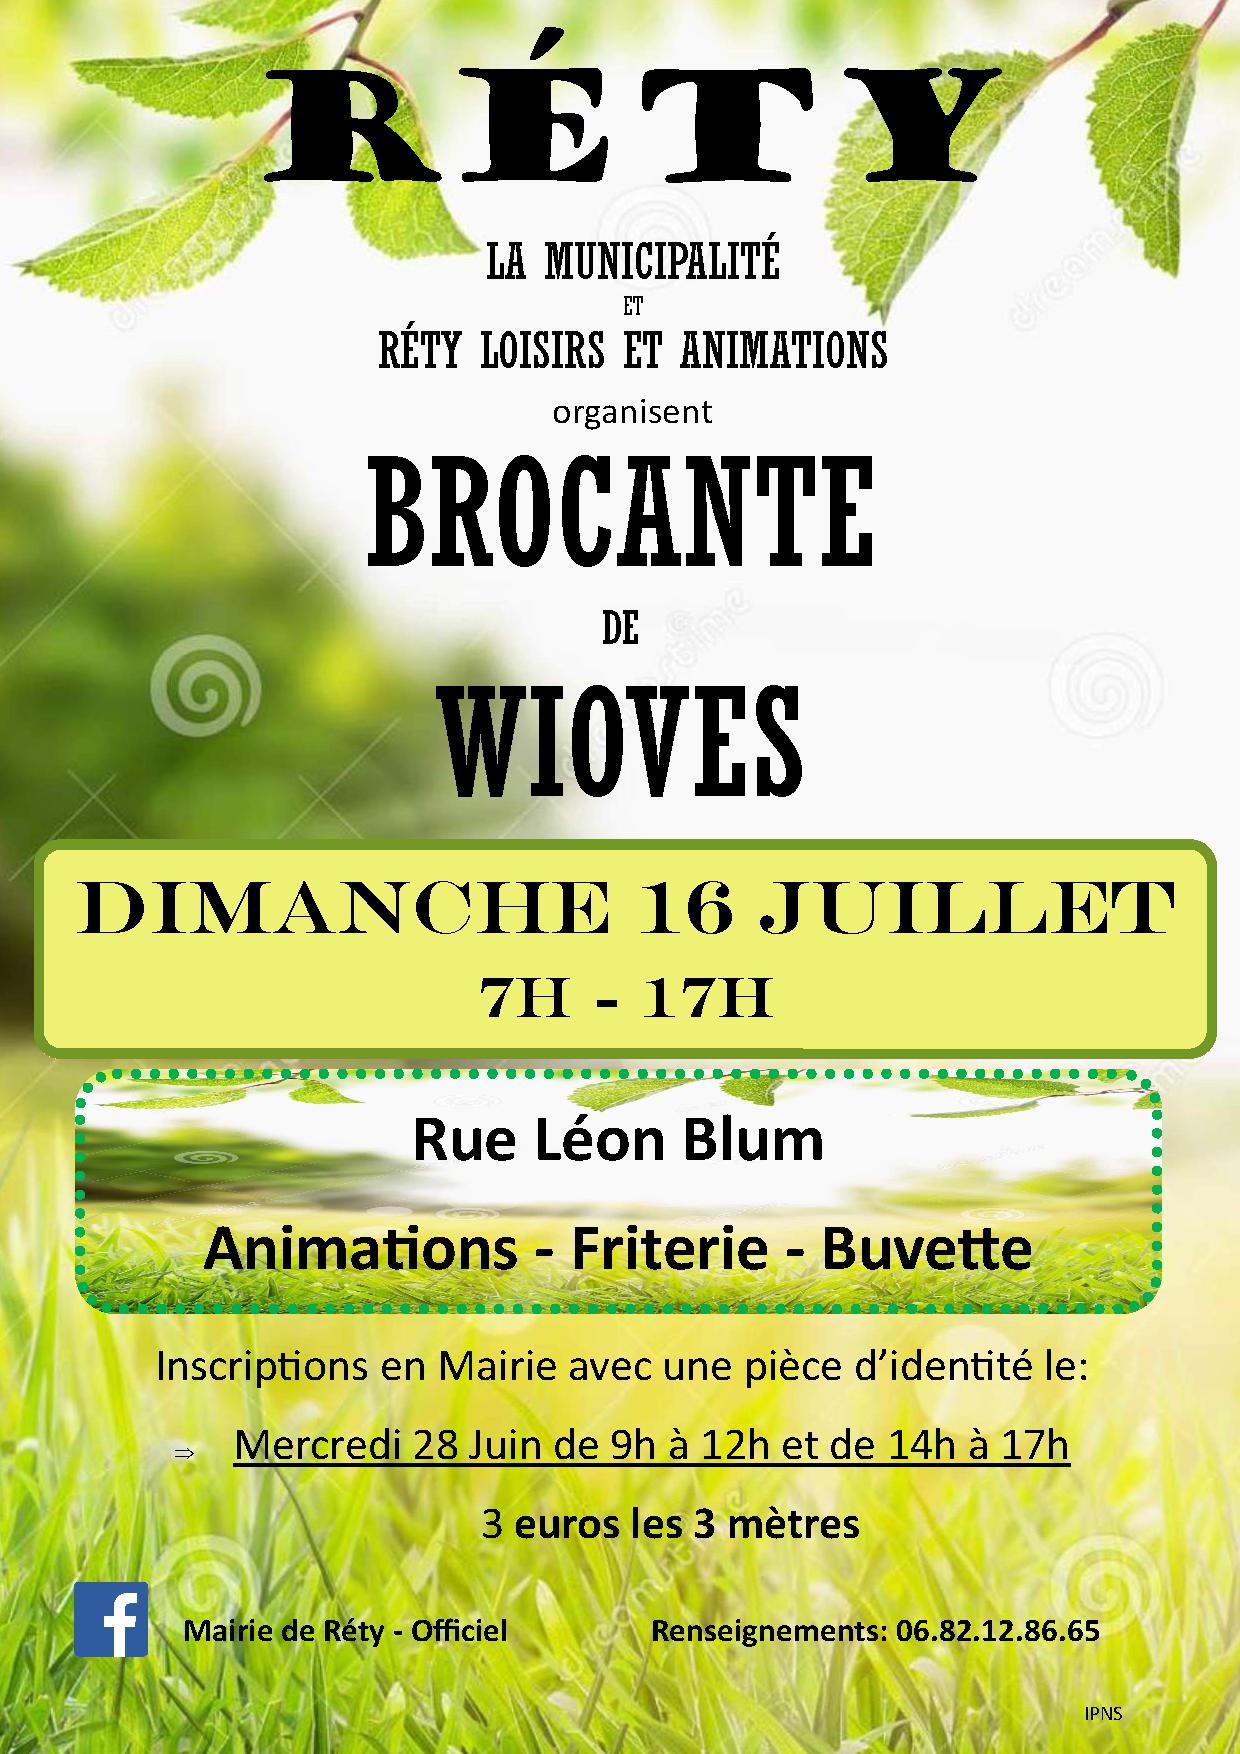 RÉTY
LA MUNICIPALITÉ
ET
RÉTY LOISIRS ET ANIMATIONS
organisent
BROCANTE
DE
WIOVES
DIMANCHE 16 JUILLET
7H - 17H
Rue Léon Blum
Animations - Friterie - Buvette
Inscriptions en Mairie avec une pièce d’identité le:
⇒ Mercredi 28 Juin de 9h à 12h et de 14h à 17h
3 euros les 3 mètres
f Mairie de Réty - Officiel Renseignements: 06.82.12.86.65
IPNS